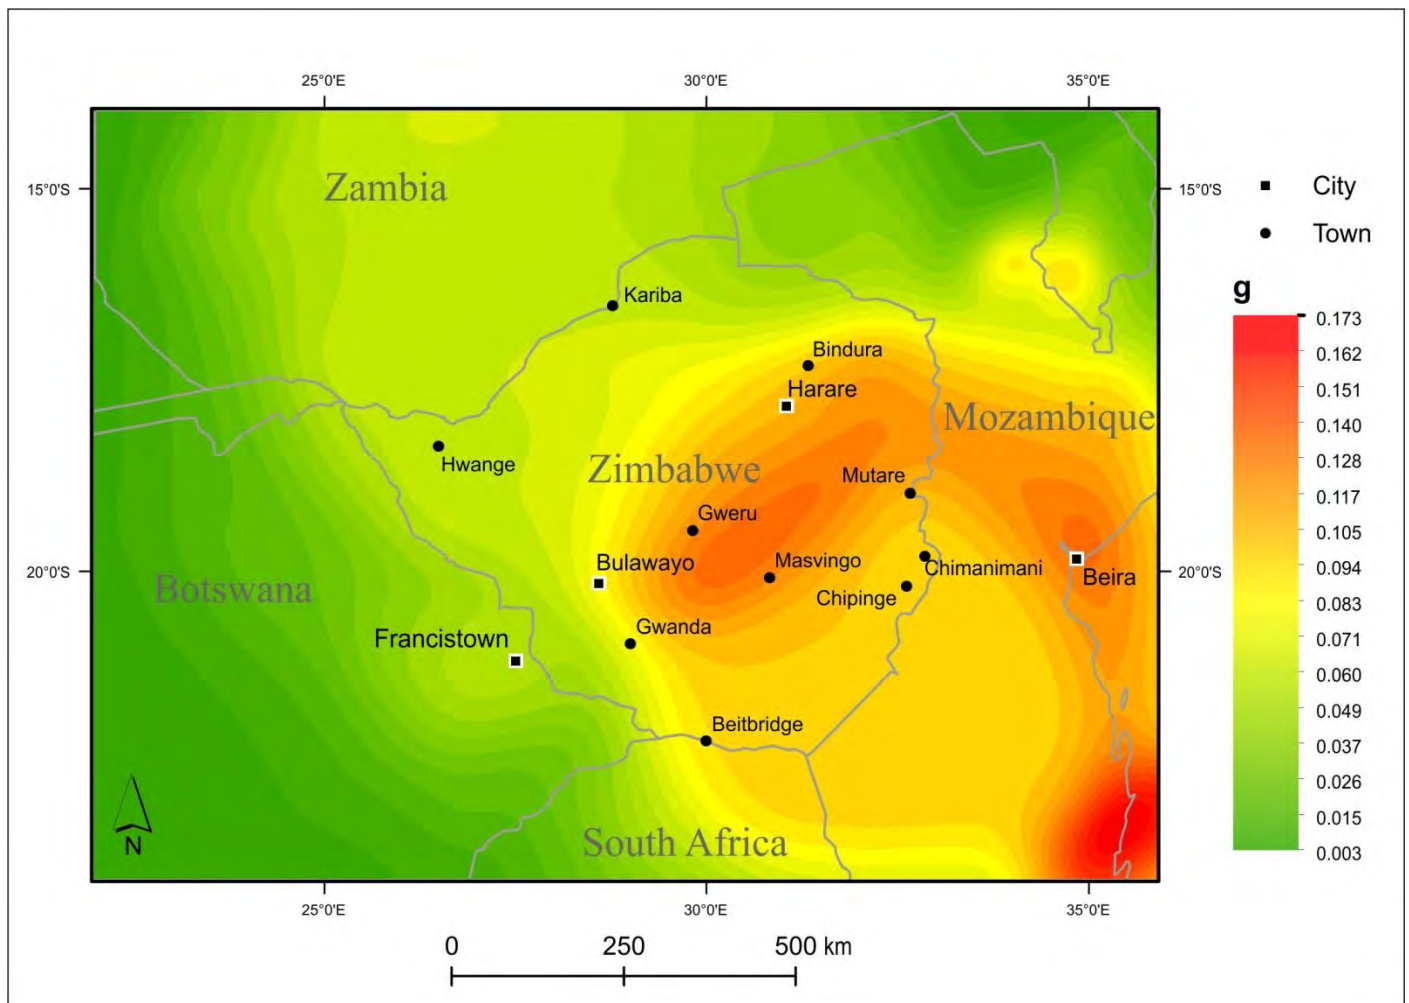 25°0'E 30°0'E 35°0'E
15°0'S
15°0'S
Zambia
City
Town
Kariba
g
Bindura
Harare
Mozambique
Hwange
Zimbabwe
Mutare
Gweru
Bulawayo
Masvingo
Chimanimani
20°0'S
20°0'S
Botswana
Chipinge
Beira
Francistown
Gwanda
Beitbridge
South Africa
N
0.173
0.162
0.151
0.140
0.128
0.117
0.105
0.094
0.083
0.071
0.060
0.049
0.037
0.026
0.015
0.003
25°0'E 30°0'E 35°0'E
0 250 500 km